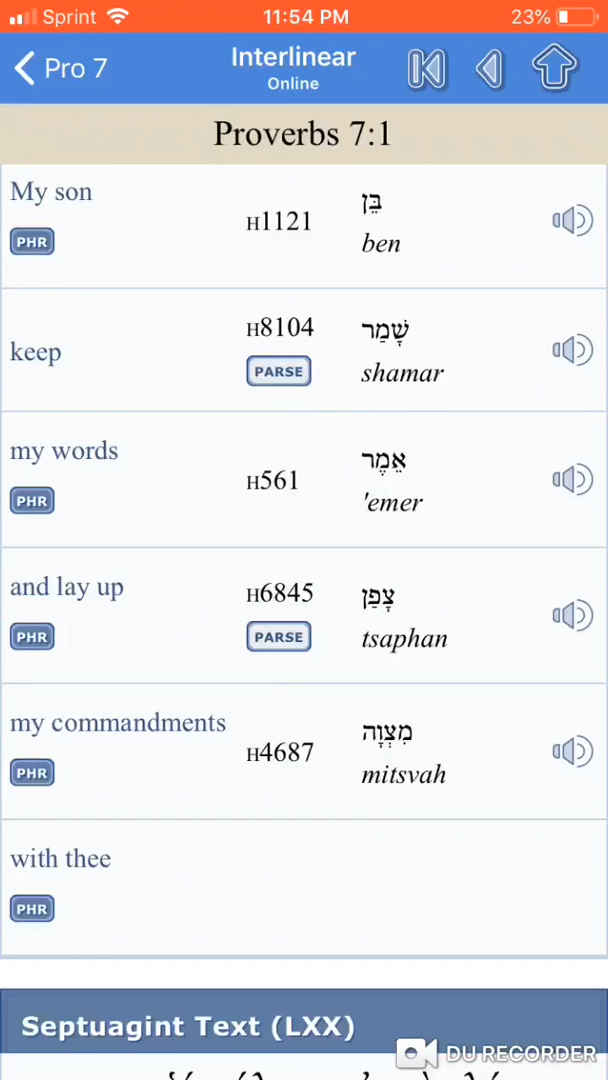 Sprint 11:54 PM 23%
Pro 7 Interlinear
Online
Proverbs 7:1
My son H1121 בֵּן
PHR ben
keep H8104 שָׁמַר
PARSE shamar
my words H561 אֵמֶר
PHR 'emer
and lay up H6845 צָפַן
PHR PARSE tsaphan
my commandments H4687 מִצְוָה
PHR mitsvah
with thee
PHR
Septuagint Text (LXX)
DU RECORDER